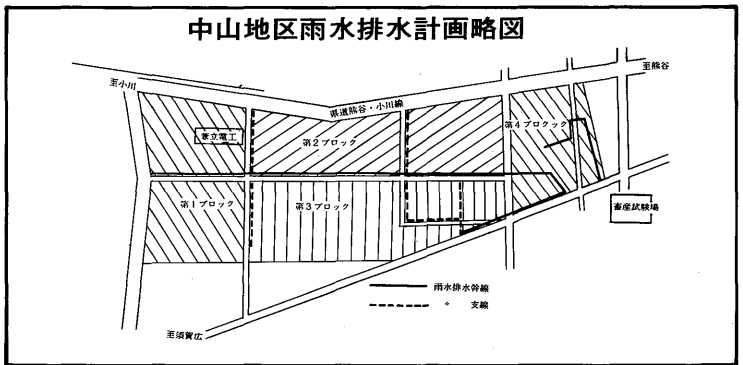 中山地区雨水排水計画略図
至小川
至熊谷
県道熊谷・小川線
第4ブロック
兼立電工
第2ブロック
第1ブロック
第3ブロック
畜産試験場
雨水排水幹線
〃 支線
至須賀広